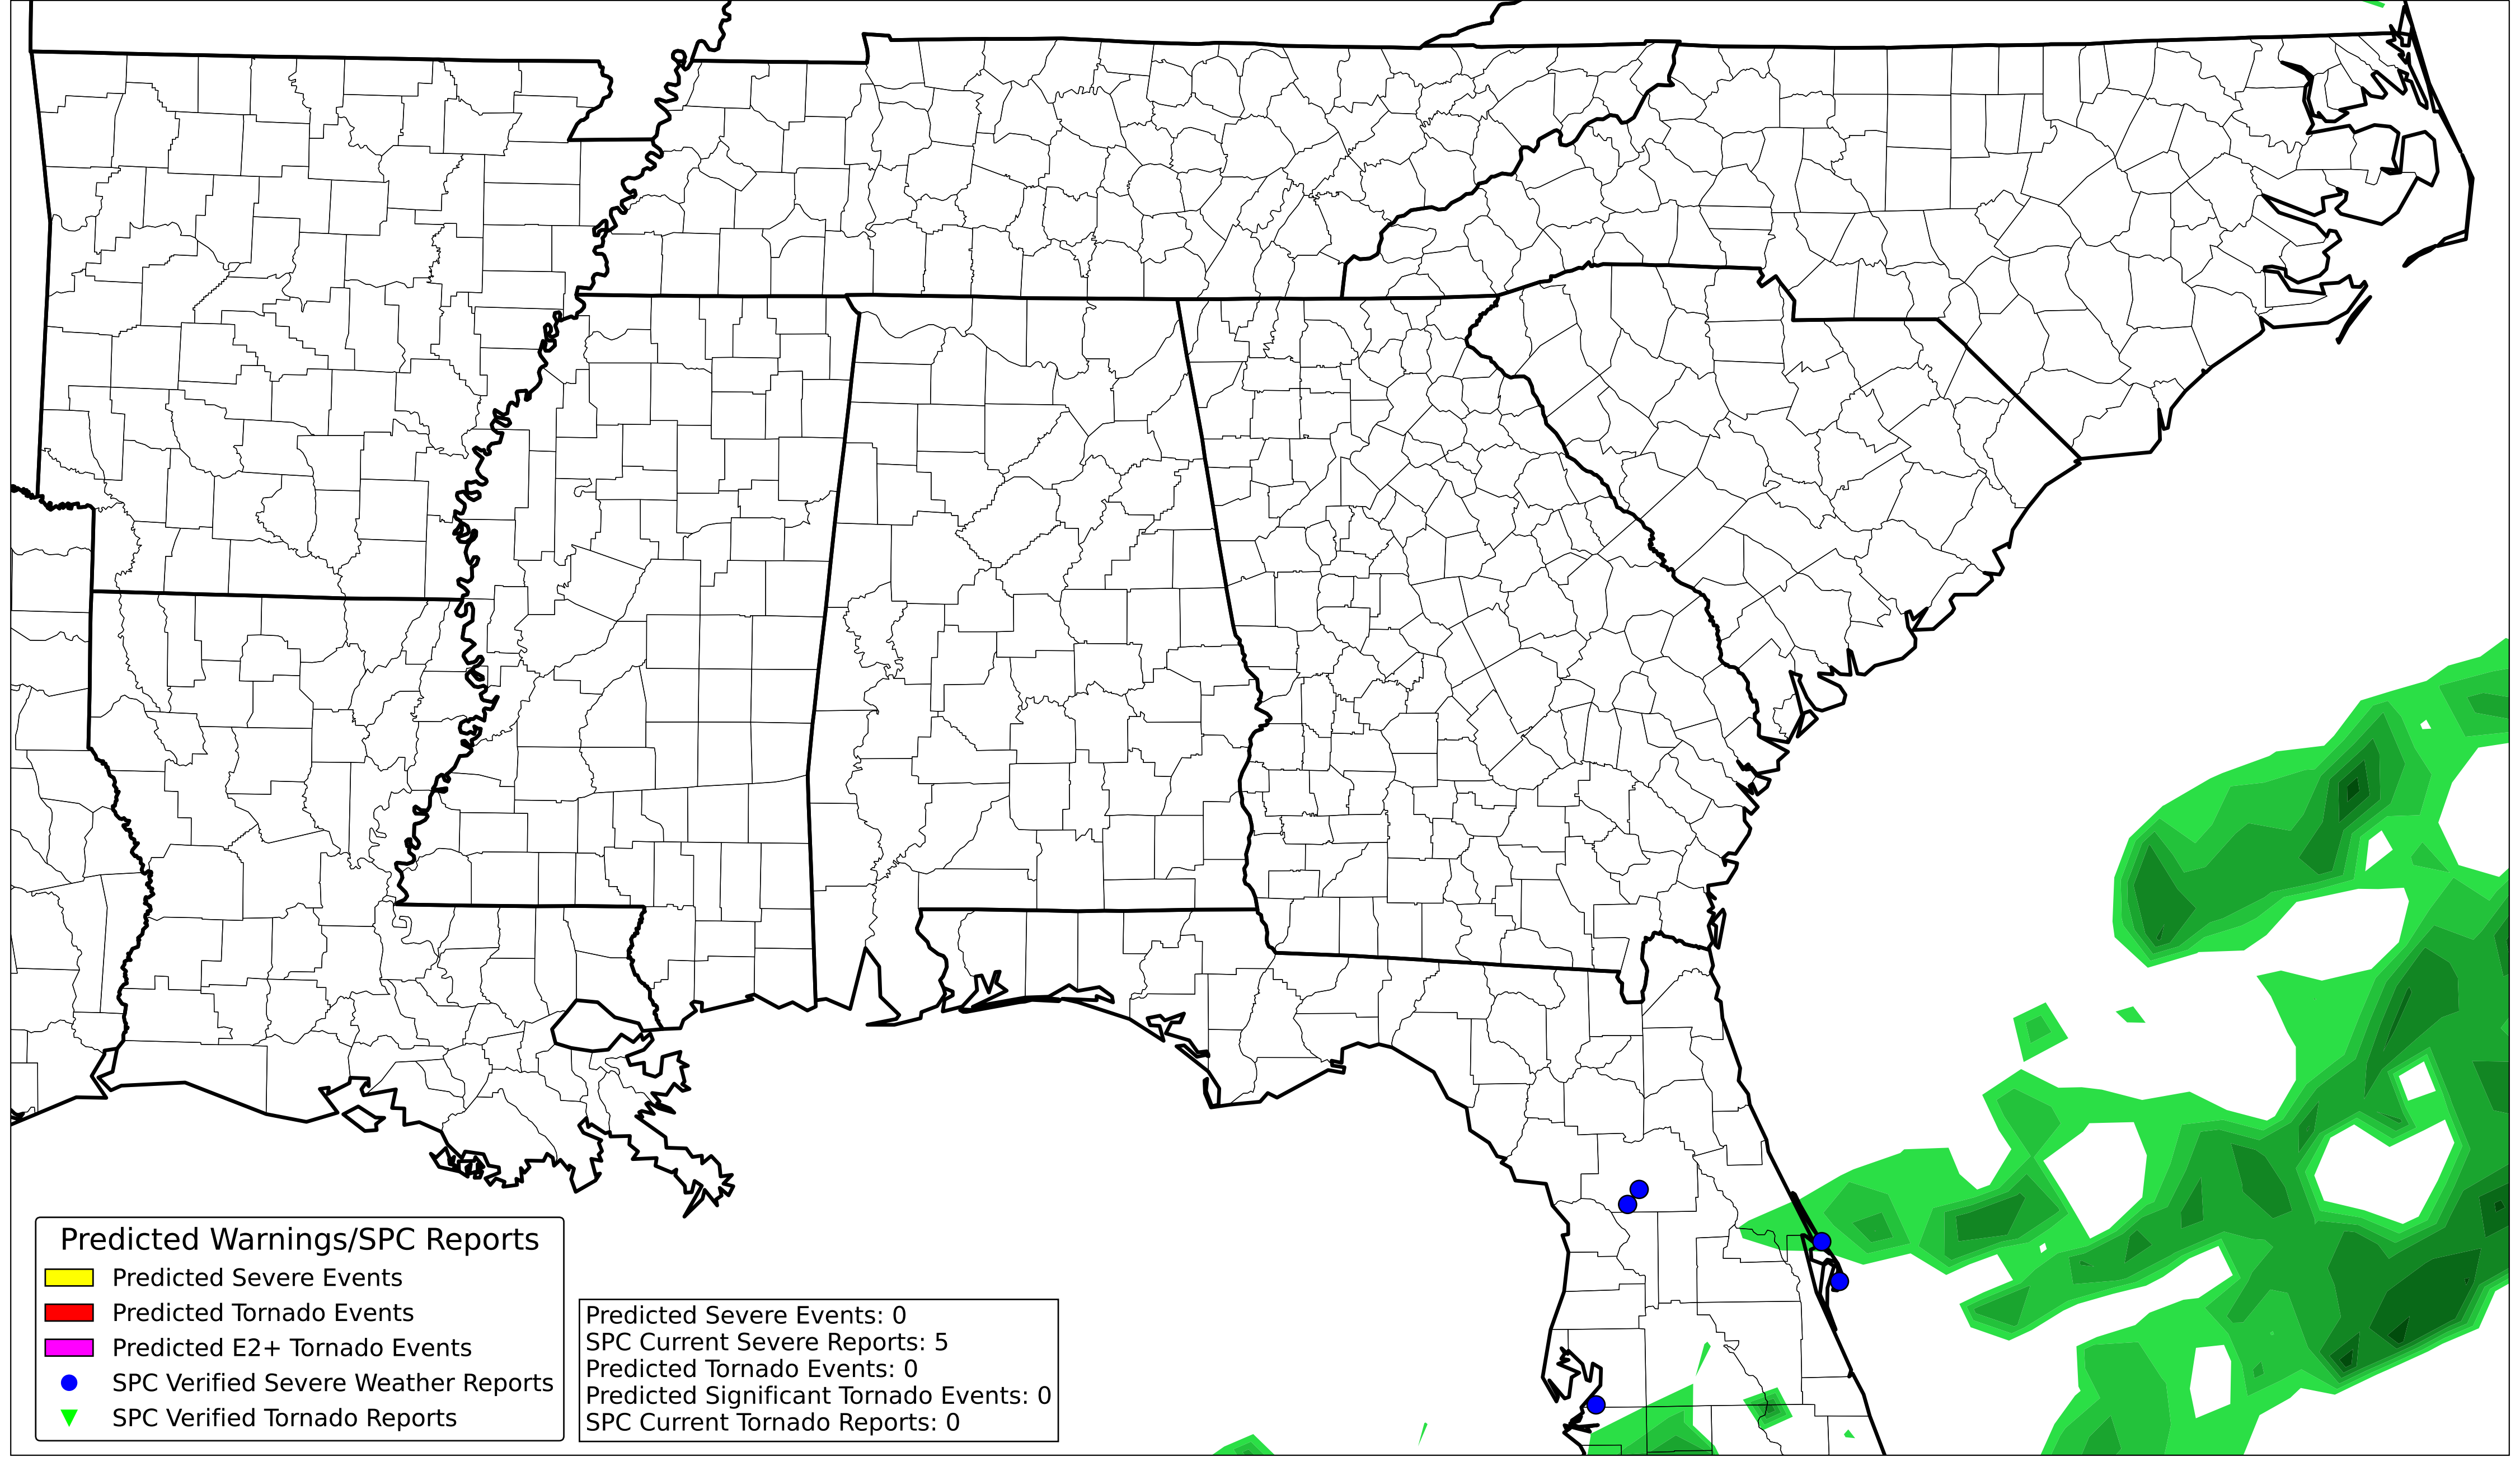 Predicted Warnings/SPC Reports
Predicted Severe Events
Predicted Tornado Events
Predicted E2+ Tornado Events
SPC Verified Severe Weather Reports
SPC Verified Tornado Reports
Predicted Severe Events: 0
SPC Current Severe Reports: 5
Predicted Tornado Events: 0
Predicted Significant Tornado Events: 0
SPC Current Tornado Reports: 0